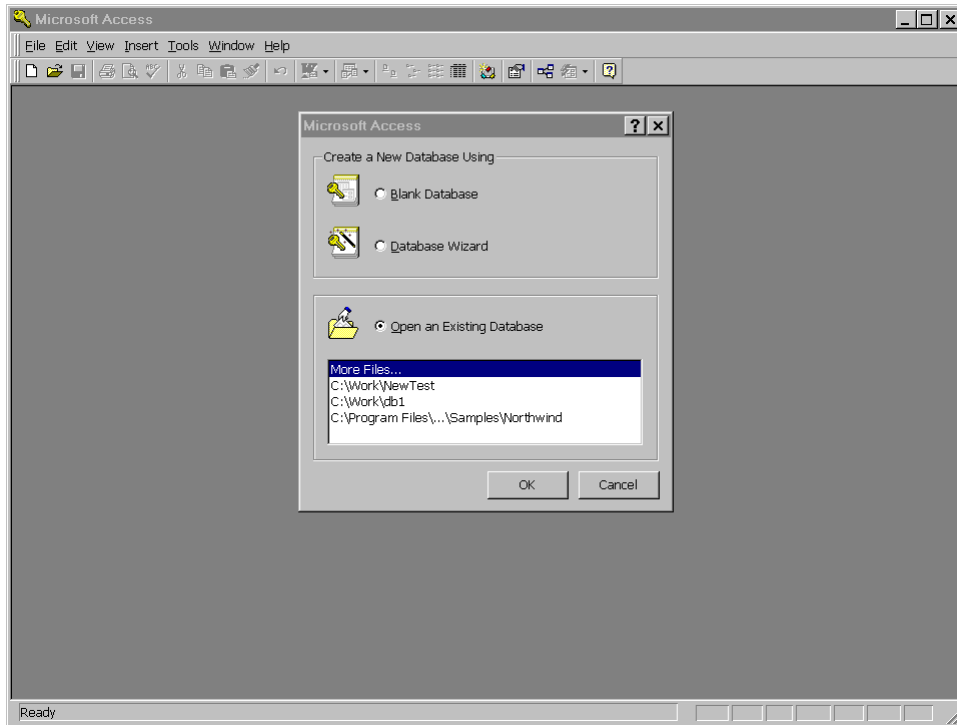 Microsoft Access
File Edit View Insert Tools Window Help
Microsoft Access
Create a New Database Using
Blank Database
Database Wizard
Open an Existing Database
More Files...
C:\Work\NewTest
C:\Work\db1
C:\Program Files\...\Samples\Northwind
OK Cancel
Ready